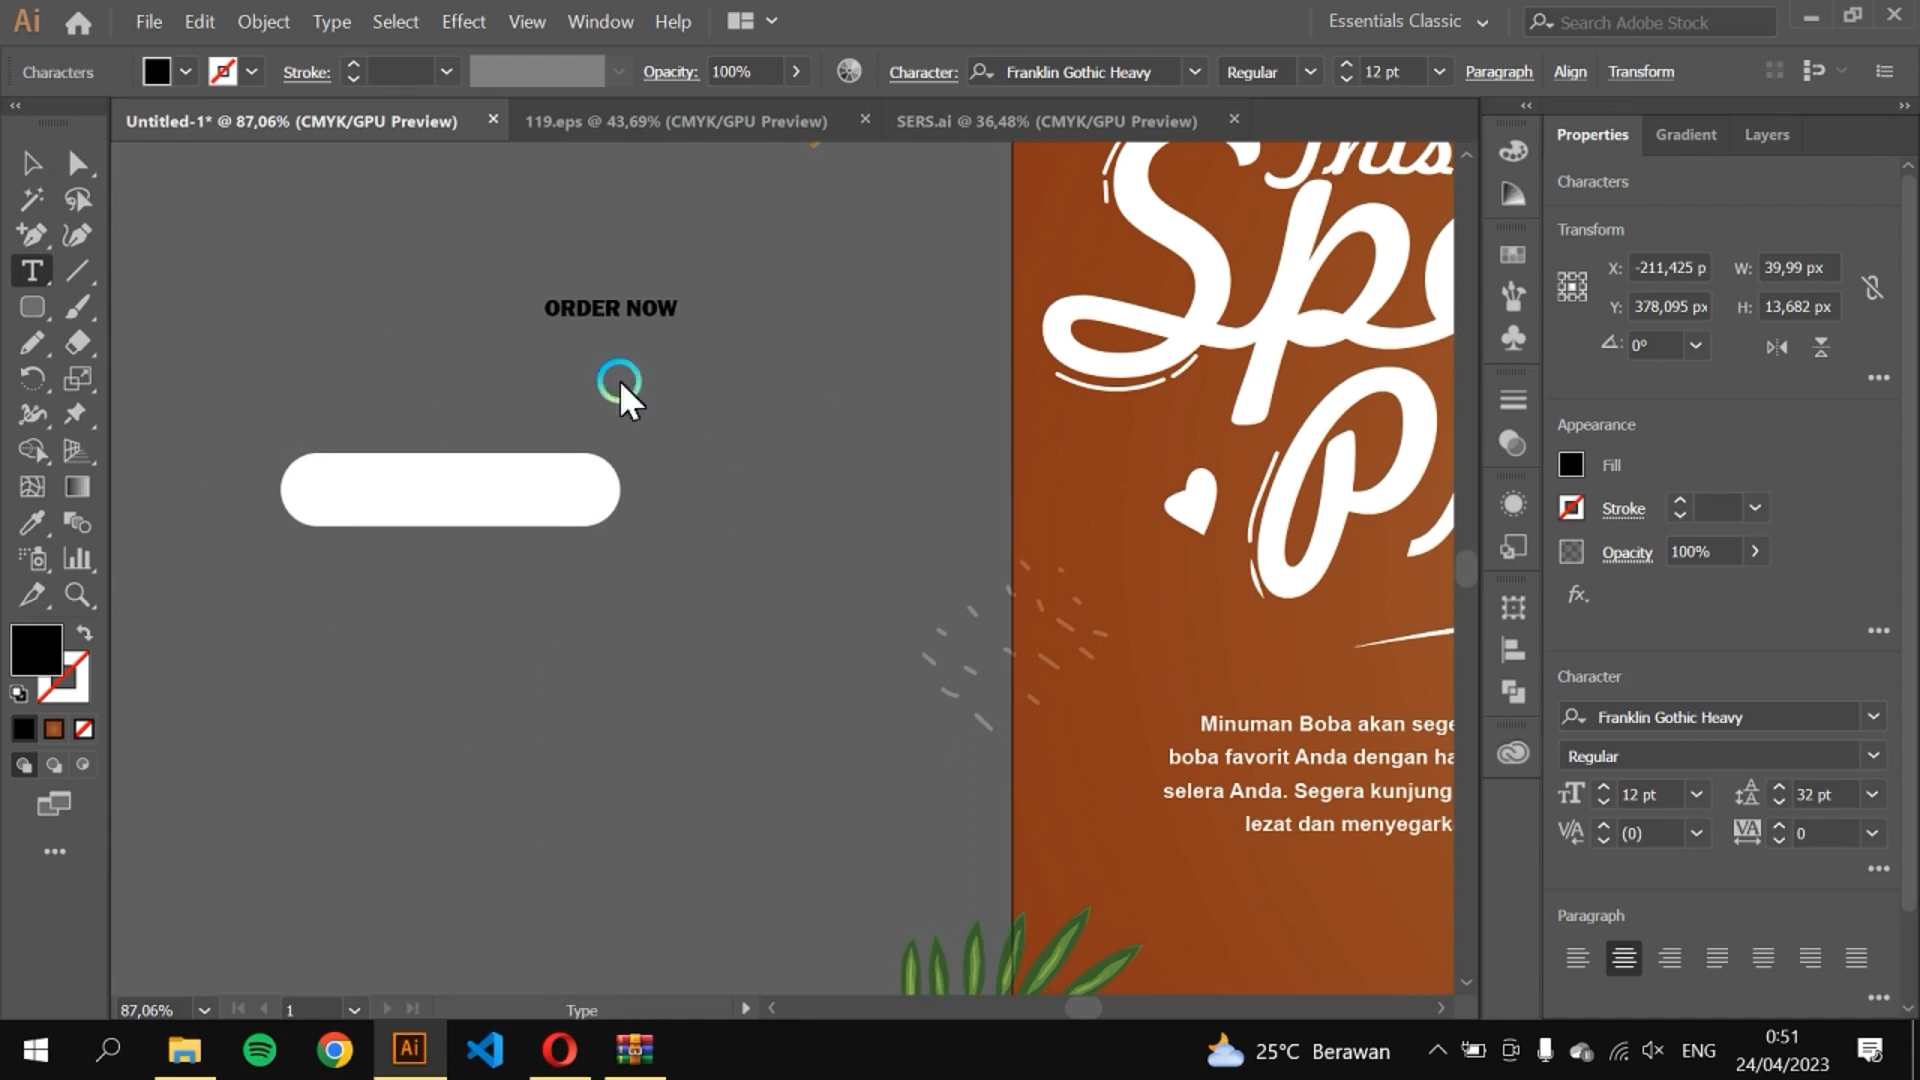 Ai File Edit Object Type Select Effect View Window Help Essentials Classic Search Adobe Stock
Characters Stroke: Opacity: 100% Character: Franklin Gothic Heavy Regular 12 pt Paragraph Align Transform
Untitled-1* @ 87,06% (CMYK/GPU Preview) 119.eps @ 43,69% (CMYK/GPU Preview) SERS.ai @ 36,48% (CMYK/GPU Preview)
Properties Gradient Layers
Characters
Transform
X: -211,425 p W: 39,99 px
Y: 378,095 px H: 13,682 px
0°
Appearance
Fill
Stroke
Opacity 100%
fx.
Character
Franklin Gothic Heavy
Regular
12 pt 32 pt
(0) 0
Paragraph
ORDER NOW
This
Spe
Minuman Boba akan sege
boba favorit Anda dengan ha
selera Anda. Segera kunjung
lezat dan menyegark
87,06% 1 Type
25°C Berawan ENG 0:51
24/04/2023